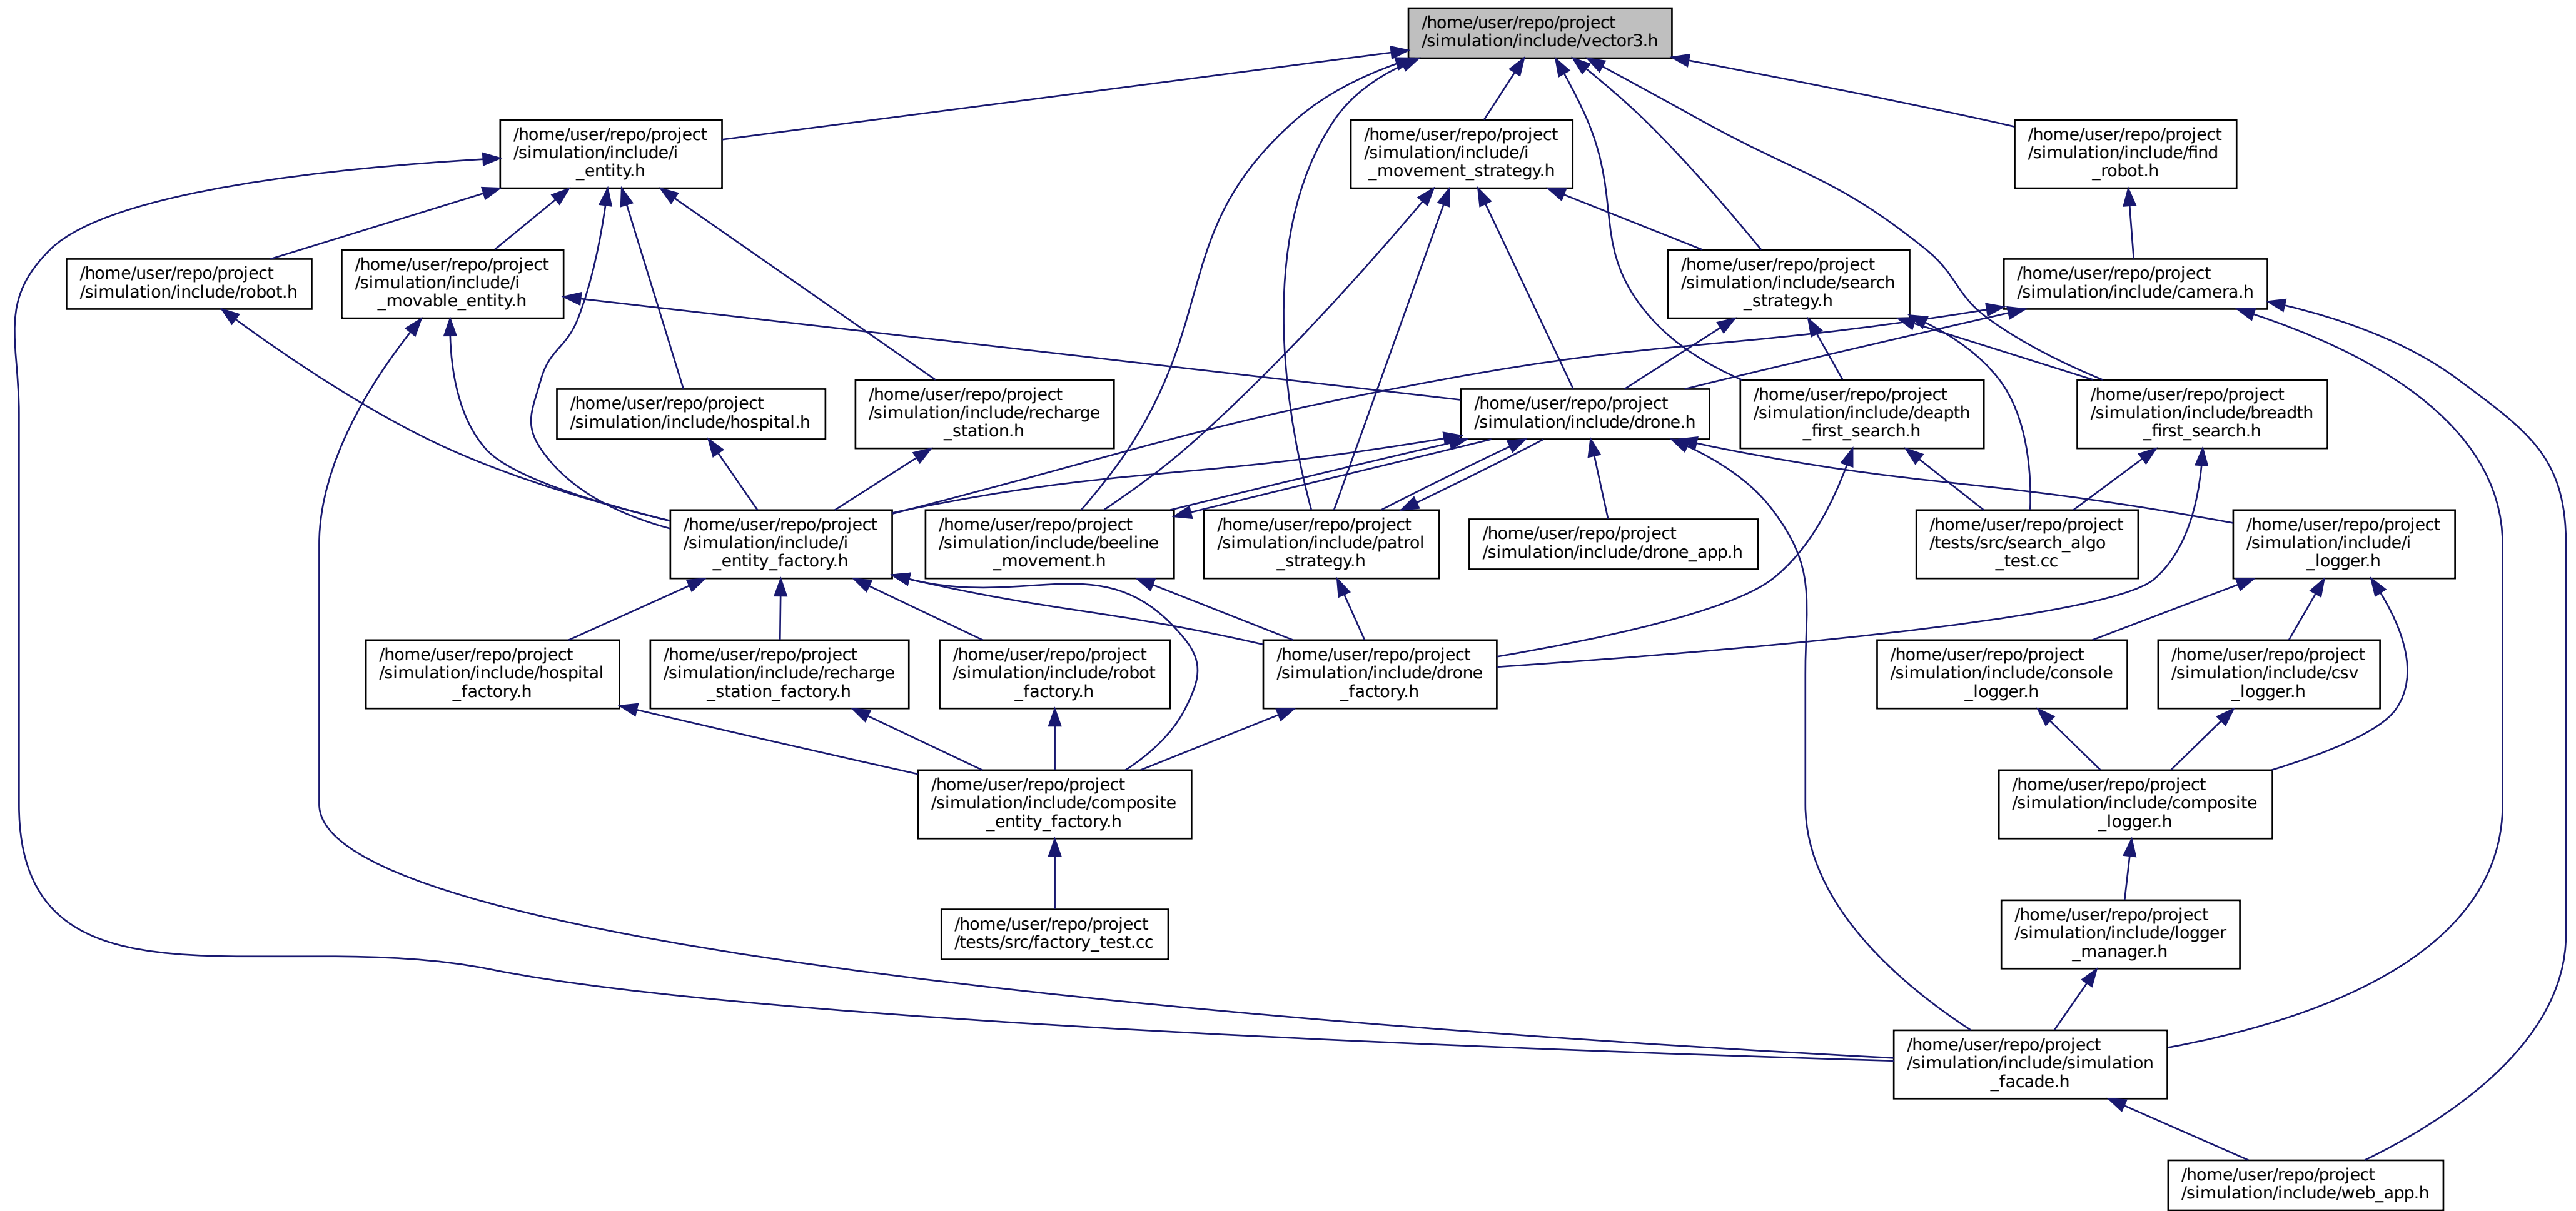 /home/user/repo/project
/simulation/include/vector3.h
/home/user/repo/project
/simulation/include/i
_entity.h
/home/user/repo/project
/simulation/include/i
_movement_strategy.h
/home/user/repo/project
/simulation/include/find
_robot.h
/home/user/repo/project
/simulation/include/robot.h
/home/user/repo/project
/simulation/include/i
_movable_entity.h
/home/user/repo/project
/simulation/include/search
_strategy.h
/home/user/repo/project
/simulation/include/camera.h
/home/user/repo/project
/simulation/include/hospital.h
/home/user/repo/project
/simulation/include/recharge
_station.h
/home/user/repo/project
/simulation/include/drone.h
/home/user/repo/project
/simulation/include/deapth
_first_search.h
/home/user/repo/project
/simulation/include/breadth
_first_search.h
/home/user/repo/project
/simulation/include/i
_entity_factory.h
/home/user/repo/project
/simulation/include/beeline
_movement.h
/home/user/repo/project
/simulation/include/patrol
_strategy.h
/home/user/repo/project
/simulation/include/drone_app.h
/home/user/repo/project
/tests/src/search_algo
_test.cc
/home/user/repo/project
/simulation/include/i
_logger.h
/home/user/repo/project
/simulation/include/hospital
_factory.h
/home/user/repo/project
/simulation/include/recharge
_station_factory.h
/home/user/repo/project
/simulation/include/robot
_factory.h
/home/user/repo/project
/simulation/include/drone
_factory.h
/home/user/repo/project
/simulation/include/console
_logger.h
/home/user/repo/project
/simulation/include/csv
_logger.h
/home/user/repo/project
/simulation/include/composite
_entity_factory.h
/home/user/repo/project
/simulation/include/composite
_logger.h
/home/user/repo/project
/tests/src/factory_test.cc
/home/user/repo/project
/simulation/include/logger
_manager.h
/home/user/repo/project
/simulation/include/simulation
_facade.h
/home/user/repo/project
/simulation/include/web_app.h